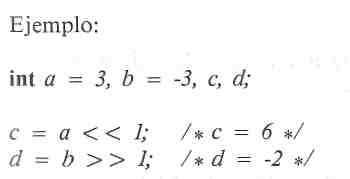 Ejemplo:
int a = 3, b = -3, c, d;
c = a << 1; /* c = 6 */
d = b >> 1; /* d = -2 */